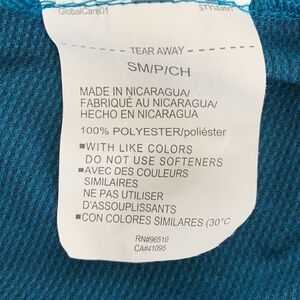 GlobalCare01
TEAR AWAY
SM/P/CH
MADE IN NICARAGUA/
FABRIQUÉ AU NICARAGUA/
HECHO EN NICARAGUA
100% POLYESTER/poliéster
■WITH LIKE COLORS
DO NOT USE SOFTENERS
■AVEC DES COULEURS
SIMILAIRES
NE PAS UTILISER
D'ASSOUPLISSANTS
■CON COLORES SIMILARES (30°C
RN#96510
CA#41095